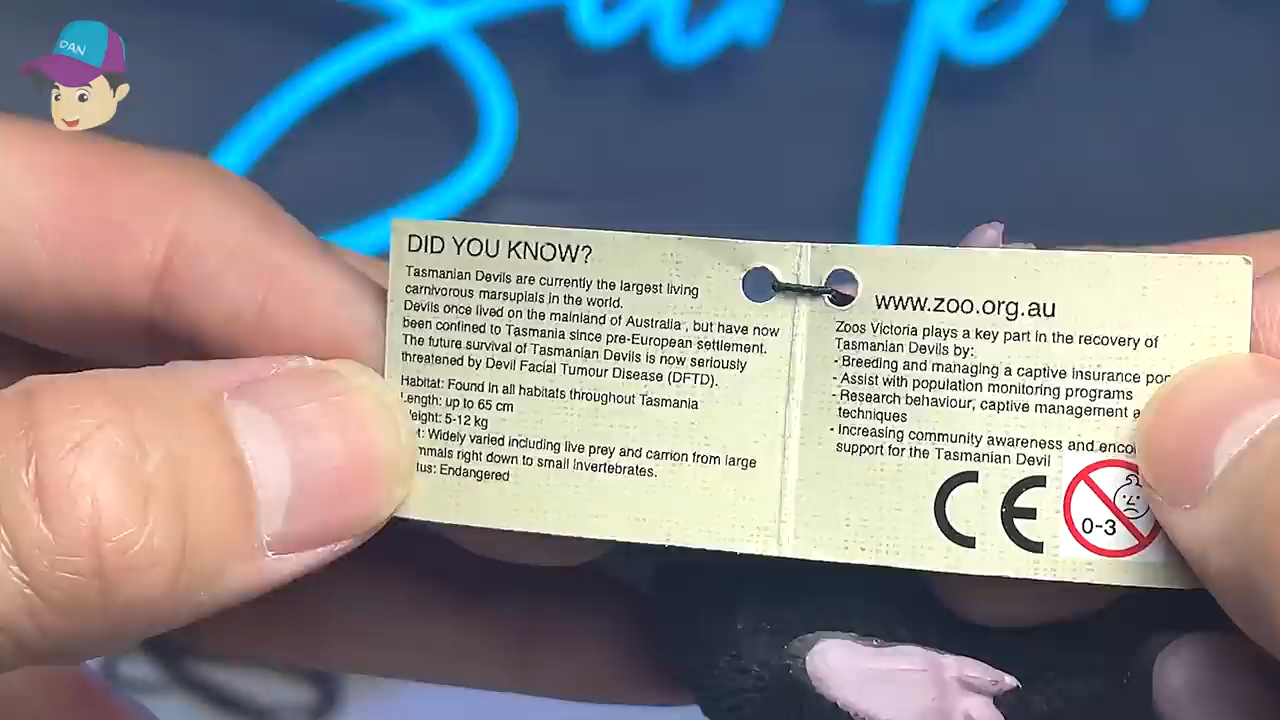 DAN
DID YOU KNOW?
Tasmanian Devils are currently the largest living
carnivorous marsupials in the world.
Devils once lived on the mainland of Australia , but have now
been confined to Tasmania since pre-European settlement.
The future survival of Tasmanian Devils is now seriously
threatened by Devil Facial Tumour Disease (DFTD).
Habitat: Found in all habitats throughout Tasmania
Length: up to 65 cm
Weight: 5-12 kg
Widely varied including live prey and carrion from large
right down to small invertebrates.
Endangered
www.zoo.org.au
Zoos Victoria plays a key part in the recovery of
Tasmanian Devils by:
- Breeding and managing a captive insurance
- Assist with population monitoring programs
- Research behaviour, captive management
techniques
- Increasing community awareness and
support for the Tasmanian Devil
CE
0-3